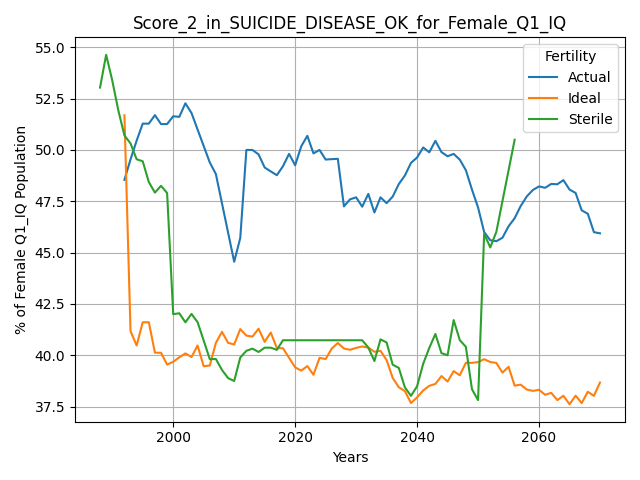 Score_2_in_SUICIDE_DISEASE_OK_for_Female_Q1_IQ
Fertility
Actual
Ideal
Sterile
% of Female Q1_IQ Population
55.0
52.5
50.0
47.5
45.0
42.5
40.0
37.5
2000
2020
2040
2060
Years